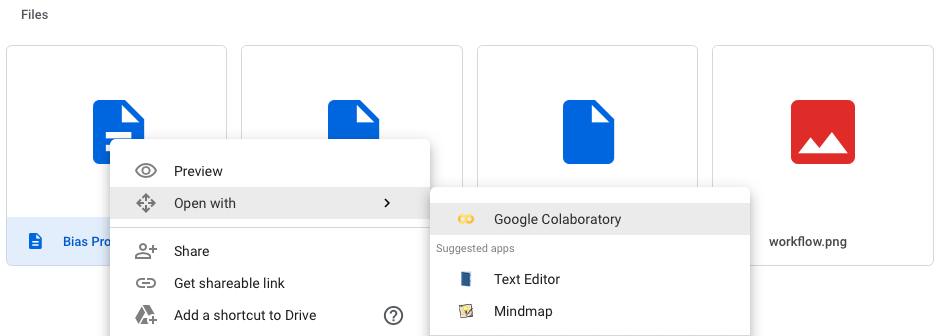 Files
Preview
Open with
Google Colaboratory
Bias Pro
workflow.png
Suggested apps
Share
Text Editor
Get shareable link
Mindmap
Add a shortcut to Drive